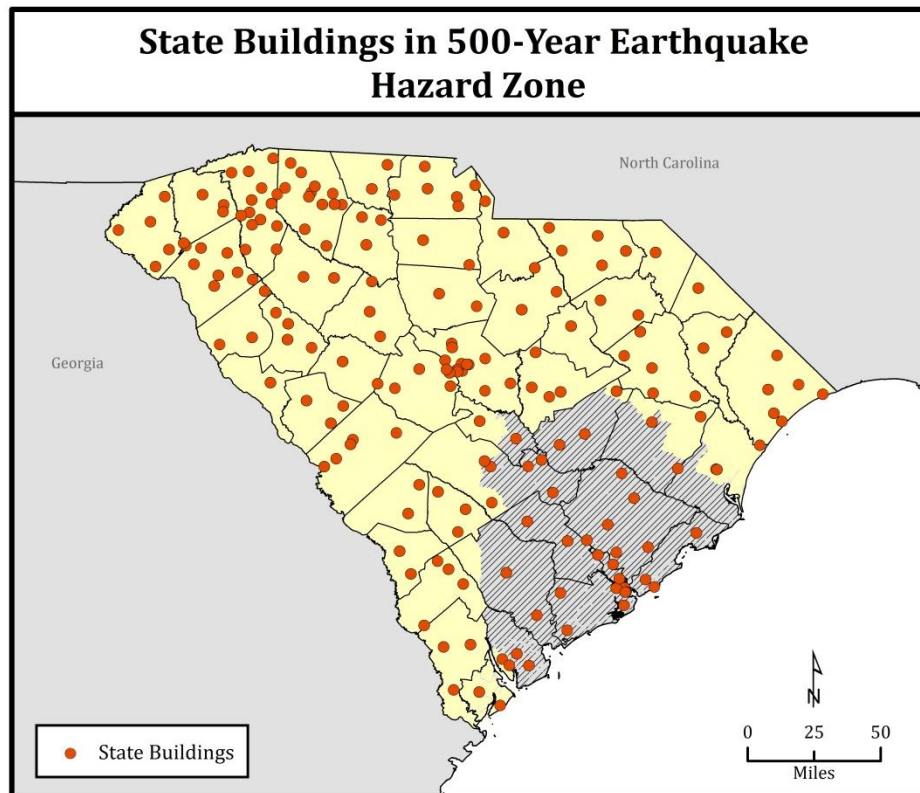 State Buildings in 500-Year Earthquake
Hazard Zone
North Carolina
Georgia
N
State Buildings
0 25 50
Miles